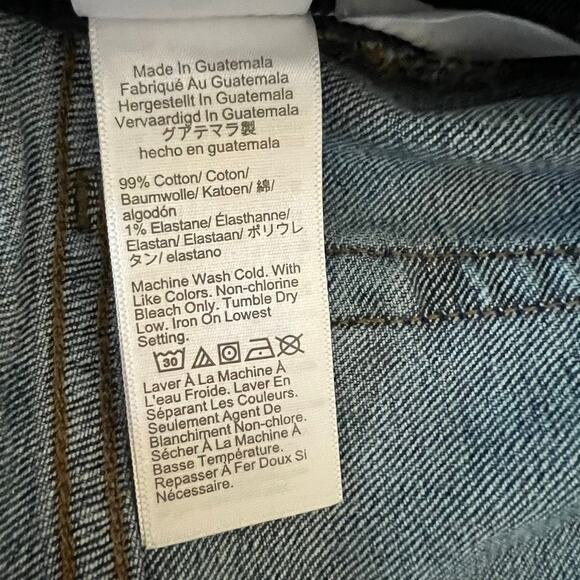 Made In Guatemala
Fabriqué Au Guatemala
Hergestellt In Guatemala
Vervaardigd In Guatemala
グアテマラ製
hecho en guatemala
99% Cotton/ Coton/
Baumwolle/ Katoen/ 綿/
algodón
1% Elastane/ Élasthanne/
Elastan/ Elastaan/ ポリウレ
タン/ elastano
Machine Wash Cold. With
Like Colors. Non-chlorine
Bleach Only. Tumble Dry
Low. Iron On Lowest
Setting.
30
Laver À La Machine À
L'eau Froide. Laver En
Séparant Les Couleurs.
Seulement Agent De
Blanchiment Non-chlore.
Sécher À La Machine À
Basse Température.
Repasser À Fer Doux Si
Nécessaire.